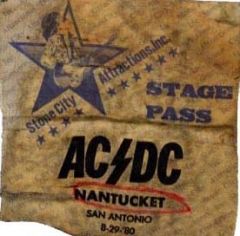 Stone City Attractions, Inc.
STAGE
PASS
AC/DC
NANTUCKET
SAN ANTONIO
8-29-'80